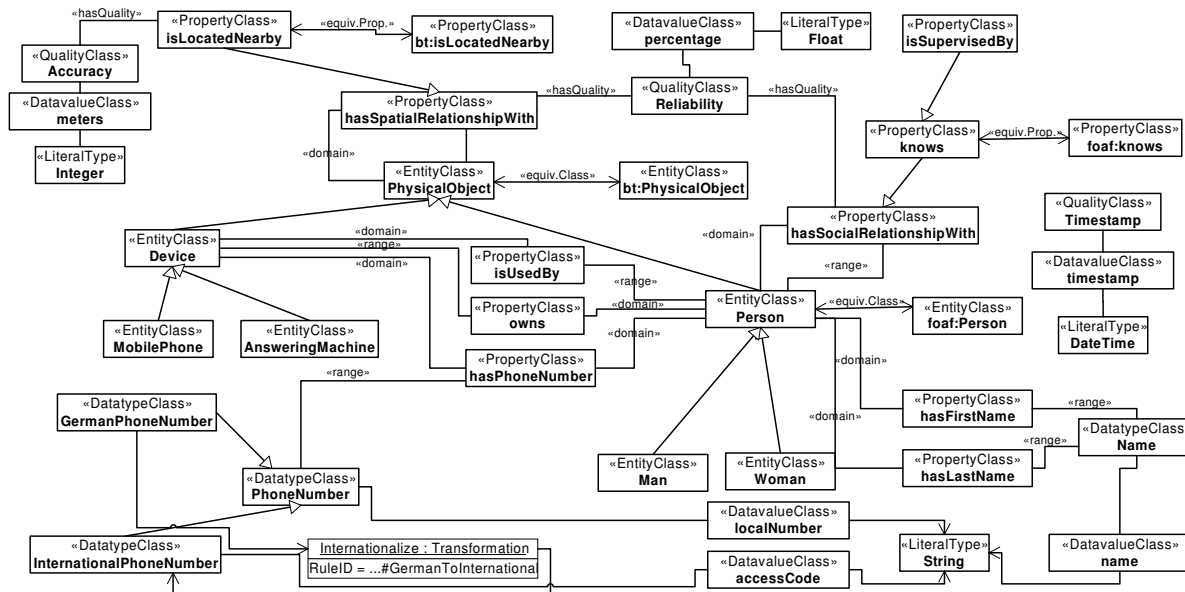 «PropertyClass»
isLocatedNearby
«hasQuality»
«equiv.Prop.»
«PropertyClass»
bt:isLocatedNearby
«QualityClass»
Accuracy
«DatavalueClass»
meters
«LiteralType»
Integer
«DatavalueClass»
percentage
«LiteralType»
Float
«PropertyClass»
isSupervisedBy
«PropertyClass»
hasSpatialRelationshipWith
«hasQuality»
«QualityClass»
Reliability
«hasQuality»
«PropertyClass»
knows
«equiv.Prop.»
«PropertyClass»
foaf:knows
«domain»
«EntityClass»
PhysicalObject
«equiv.Class»
«EntityClass»
bt:PhysicalObject
«PropertyClass»
hasSocialRelationshipWith
«domain»
«range»
«QualityClass»
Timestamp
«DatavalueClass»
timestamp
«LiteralType»
DateTime
«EntityClass»
Device
«domain»
«range»
«domain»
«PropertyClass»
isUsedBy
«range»
«EntityClass»
Person
«equiv.Class»
«EntityClass»
foaf:Person
«EntityClass»
MobilePhone
«EntityClass»
AnsweringMachine
«PropertyClass»
owns
«domain»
«PropertyClass»
hasPhoneNumber
«domain»
«range»
«domain»
«domain»
«DatatypeClass»
GermanPhoneNumber
«PropertyClass»
hasFirstName
«range»
«DatatypeClass»
Name
«PropertyClass»
hasLastName
«range»
«EntityClass»
Man
«EntityClass»
Woman
«DatatypeClass»
PhoneNumber
«DatavalueClass»
localNumber
«DatatypeClass»
InternationalPhoneNumber
Internationalize : Transformation
RuleID = ...#GermanToInternational
«DatavalueClass»
accessCode
«LiteralType»
String
«DatavalueClass»
name